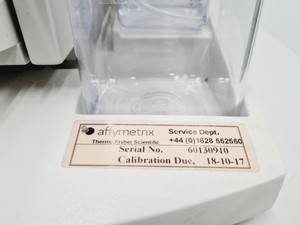 affymetrix Service Dept.
Thermo Fisher Scientific +44 (0)1628 552550
Serial No. 60130910
Calibration Due, 18-10-17